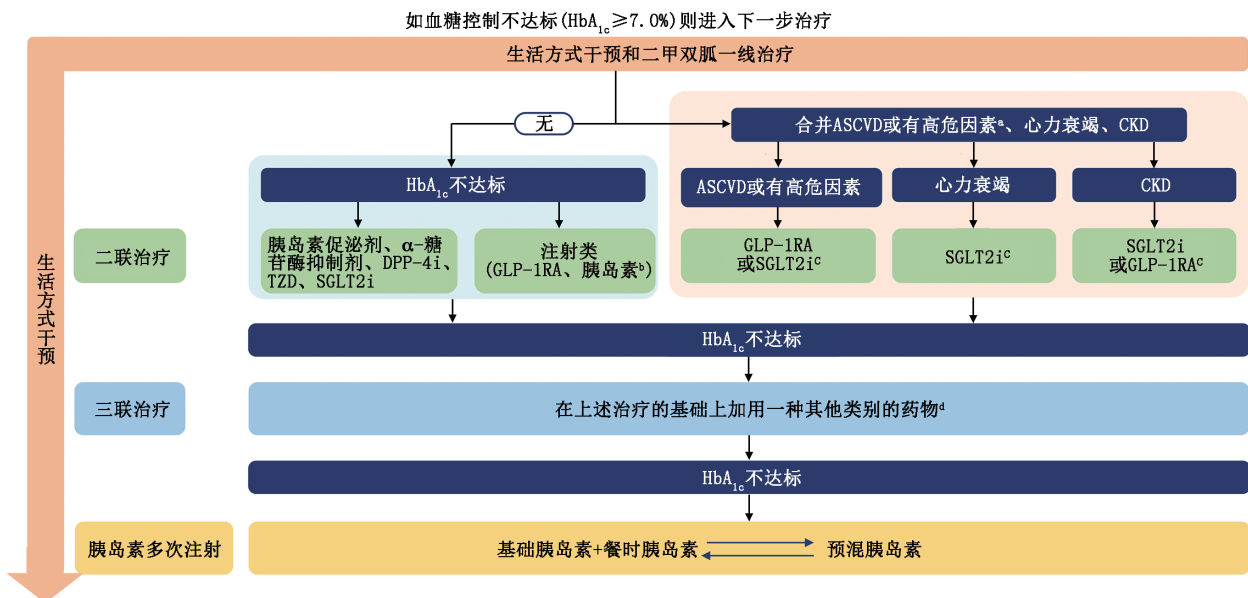 如血糖控制不达标(HbA₁c≥7.0%)则进入下一步治疗
生活方式干预和二甲双胍一线治疗
无
合并ASCVD或有高危因素ᵃ、心力衰竭、CKD
HbA₁c不达标
ASCVD或有高危因素
心力衰竭
CKD
生活方式干预
二联治疗
胰岛素促泌剂、α-糖
苷酶抑制剂、DPP-4i、
TZD、SGLT2i
注射类
(GLP-1RA、胰岛素ᵇ)
GLP-1RA
或SGLT2iᶜ
SGLT2iᶜ
SGLT2i
或GLP-1RAᶜ
HbA₁c不达标
三联治疗
在上述治疗的基础上加用一种其他类别的药物ᵈ
HbA₁c不达标
胰岛素多次注射
基础胰岛素+餐时胰岛素
预混胰岛素